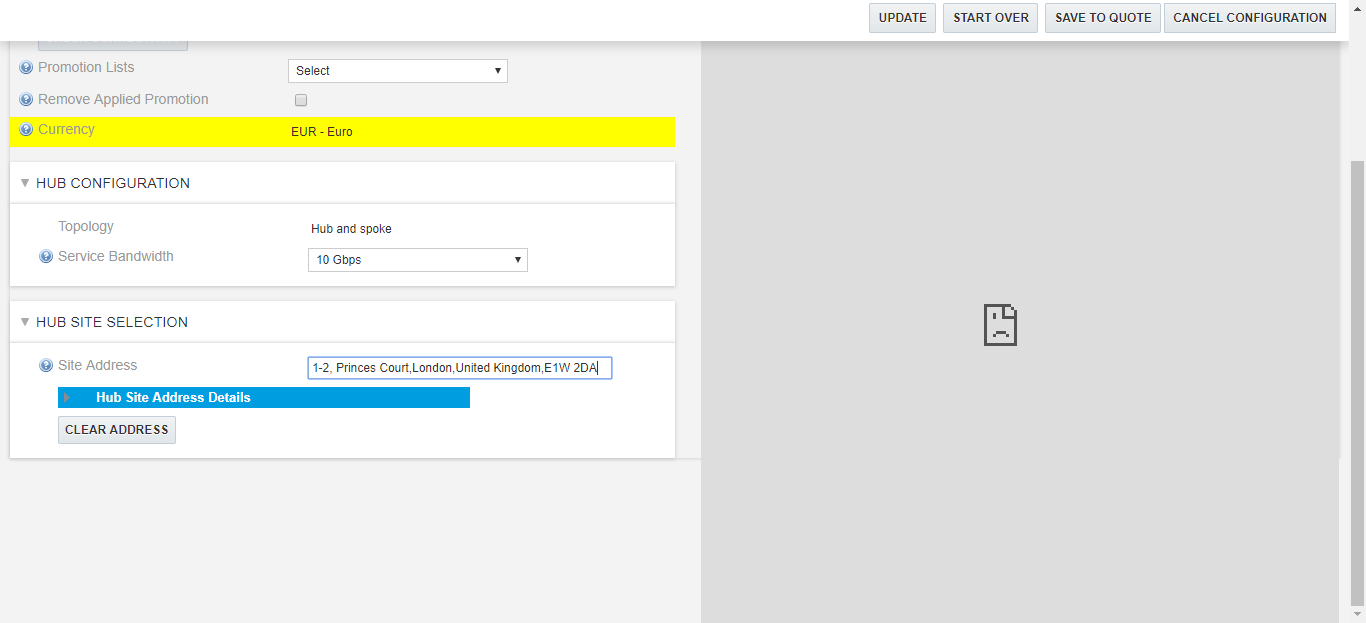 UPDATE START OVER SAVE TO QUOTE CANCEL CONFIGURATION
Promotion Lists Select
Remove Applied Promotion
Currency EUR - Euro
HUB CONFIGURATION
Topology Hub and spoke
Service Bandwidth 10 Gbps
HUB SITE SELECTION
Site Address 1-2, Princes Court,London,United Kingdom,E1W 2DA
Hub Site Address Details
CLEAR ADDRESS